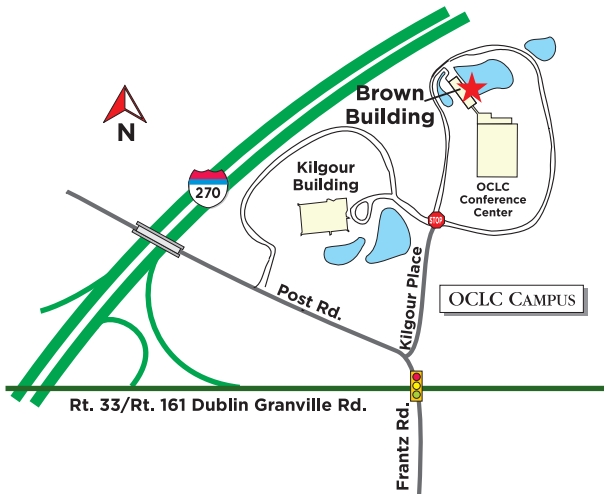 Brown
Building
N
Kilgour
Building
270
OCLC
Conference
Center
STOP
Post Rd.
Kilgour Place
OCLC CAMPUS
Rt. 33/Rt. 161 Dublin Granville Rd.
Frantz Rd.